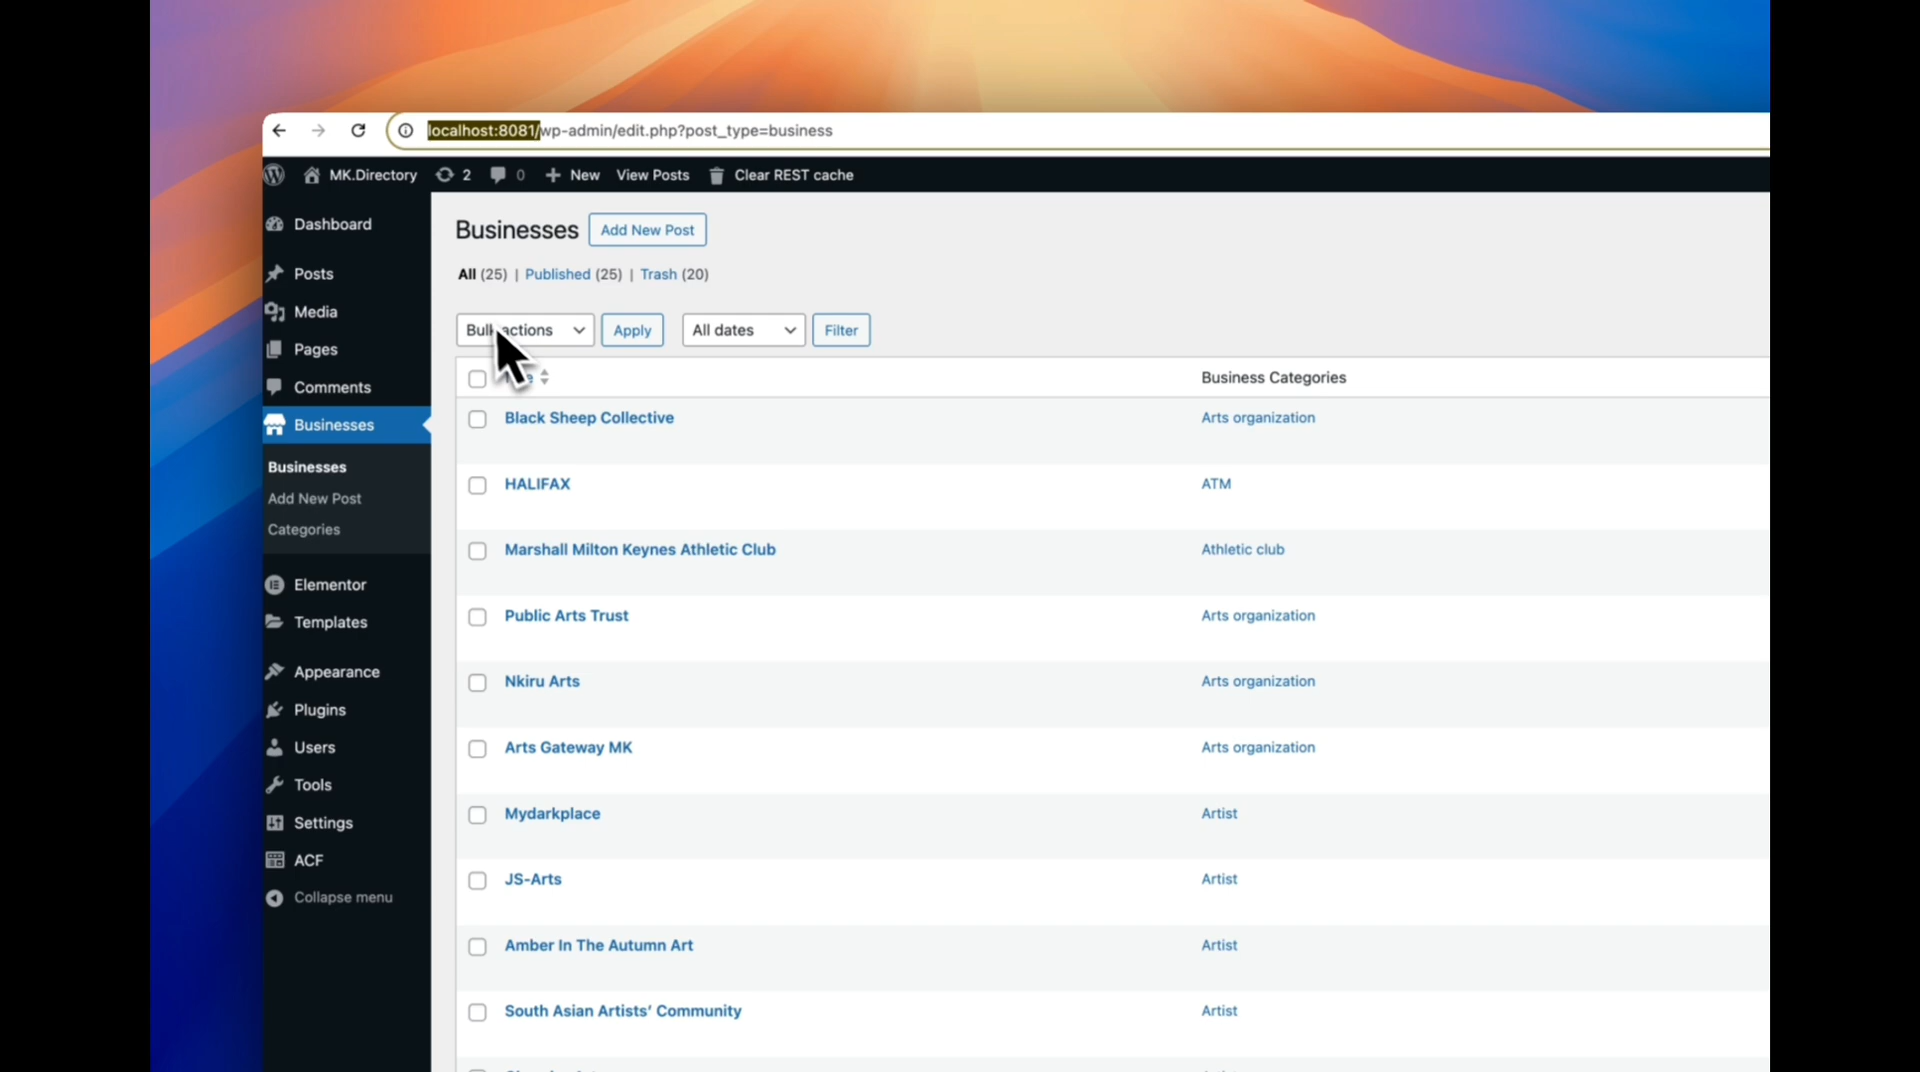 localhost:8081/wp-admin/edit.php?post_type=business
MK.Directory 2 0 New View Posts Clear REST cache
Dashboard
Posts
Media
Pages
Comments
Businesses
Businesses
Add New Post
Categories
Elementor
Templates
Appearance
Plugins
Users
Tools
Settings
ACF
Collapse menu
Businesses Add New Post
All (25) | Published (25) | Trash (20)
Bulk actions Apply All dates Filter
Business Categories
Black Sheep Collective Arts organization
HALIFAX ATM
Marshall Milton Keynes Athletic Club Athletic club
Public Arts Trust Arts organization
Nkiru Arts Arts organization
Arts Gateway MK Arts organization
Mydarkplace Artist
JS-Arts Artist
Amber In The Autumn Art Artist
South Asian Artists' Community Artist